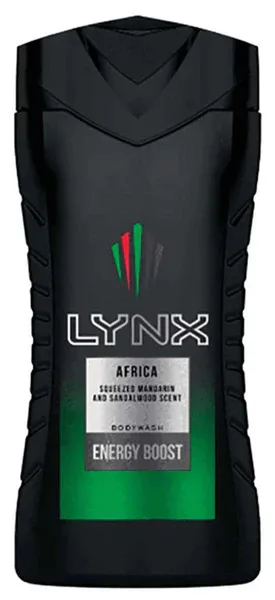 LYNX
AFRICA
SQUEEZED MANDARIN
AND SANDALWOOD SCENT
BODYWASH
ENERGY BOOST